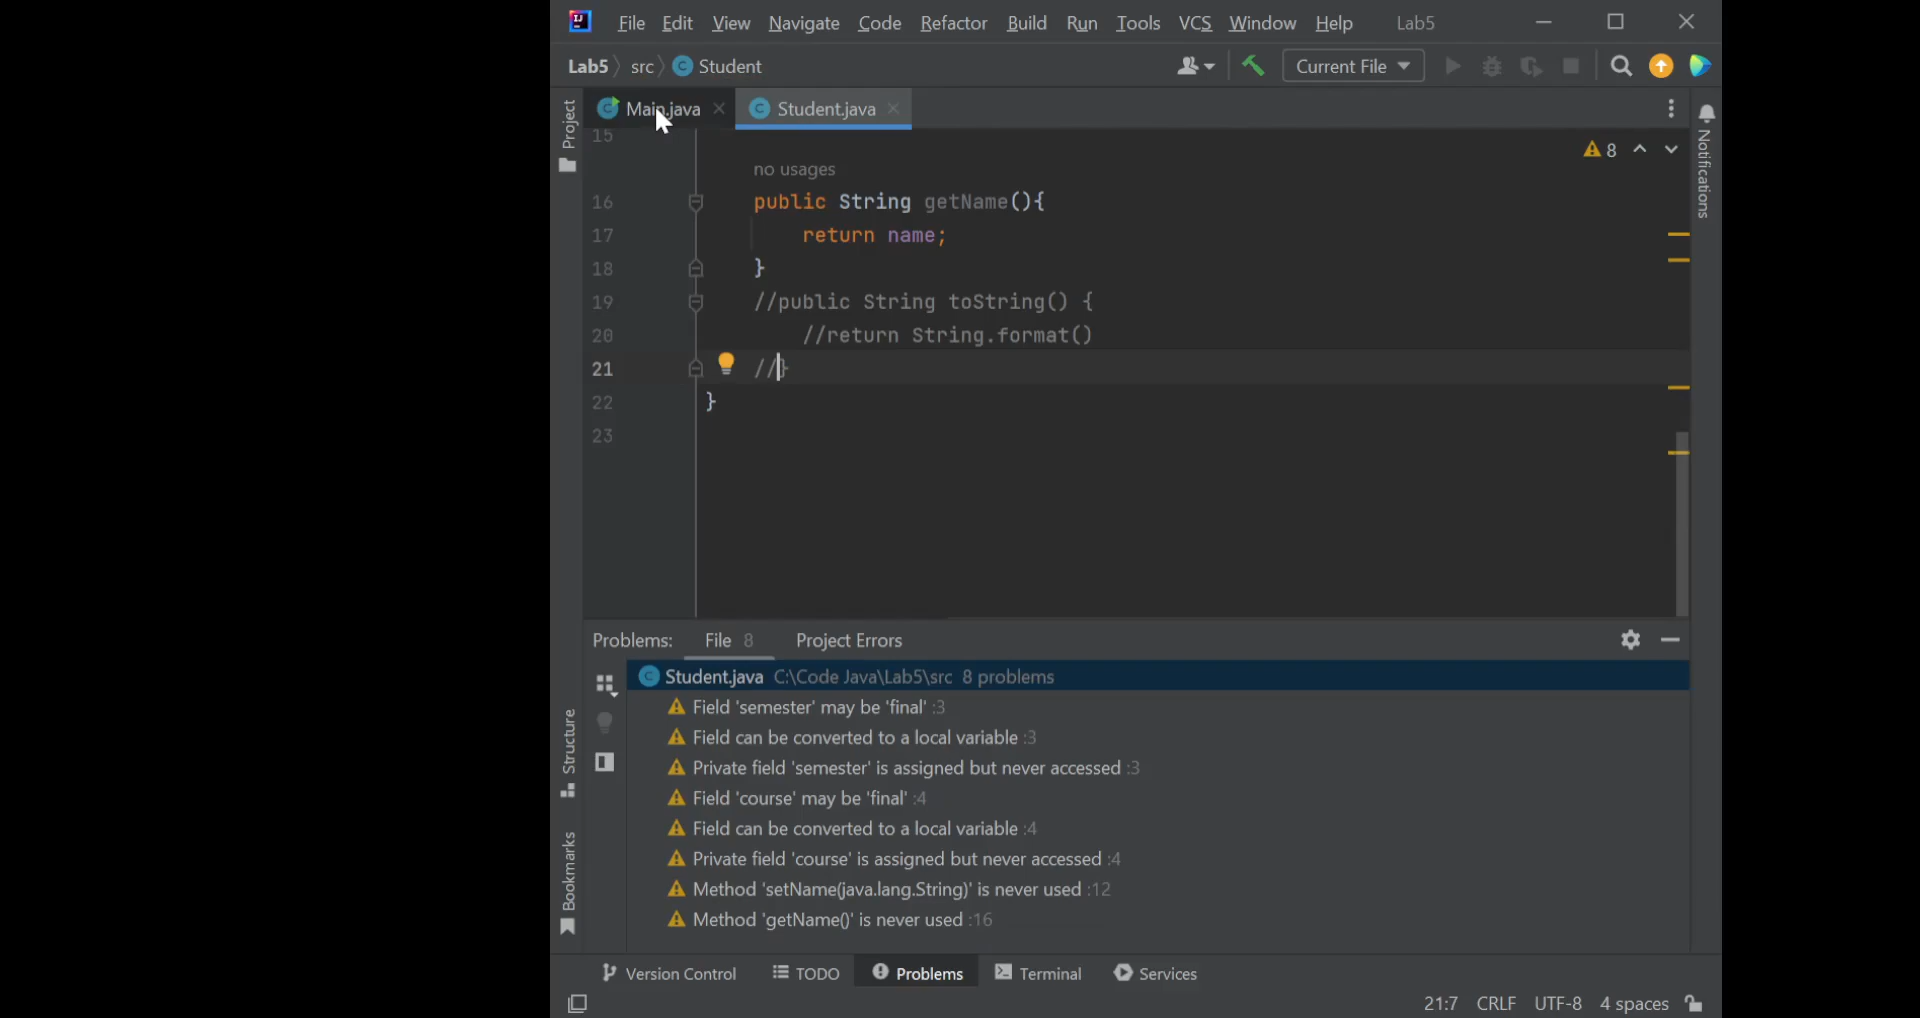 File Edit View Navigate Code Refactor Build Run Tools VCS Window Help Lab5
Lab5 src Student Current File
Main.java Student.java
15
no usages
8
16 public String getName(){
17 return name;
18 }
19 //public String toString() {
20 //return String.format()
21 //}
22 }
23
Project
Structure
Bookmarks
Notifications
Problems: File 8 Project Errors
Student.java C:\Code Java\Lab5\src 8 problems
Field 'semester' may be 'final' :3
Field can be converted to a local variable :3
Private field 'semester' is assigned but never accessed :3
Field 'course' may be 'final' :4
Field can be converted to a local variable :4
Private field 'course' is assigned but never accessed :4
Method 'setName(java.lang.String)' is never used :12
Method 'getName()' is never used :16
Version Control TODO Problems Terminal Services
21:7 CRLF UTF-8 4 spaces